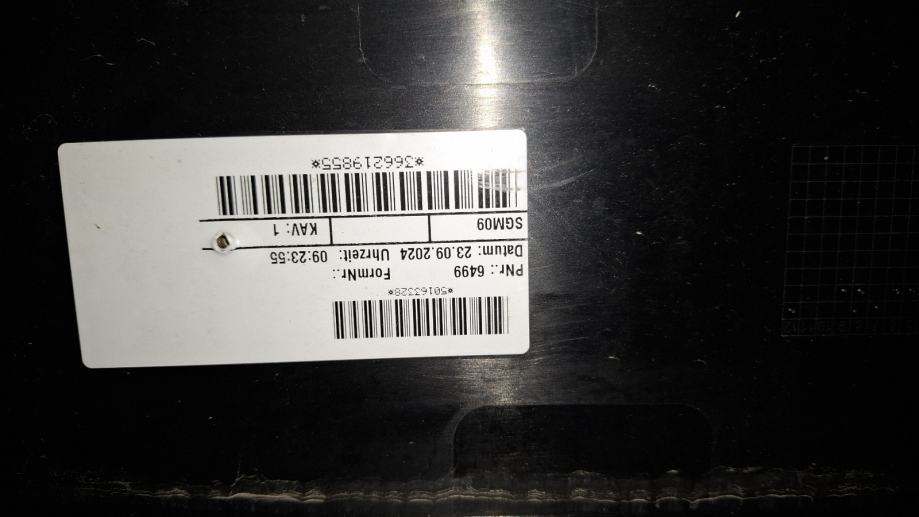 *50163328*
PNr.: 6499 FormNr.:
Datum: 23.09.2024 Uhrzeit: 09:23:55
SGM09 KAV: 1
*366219855*